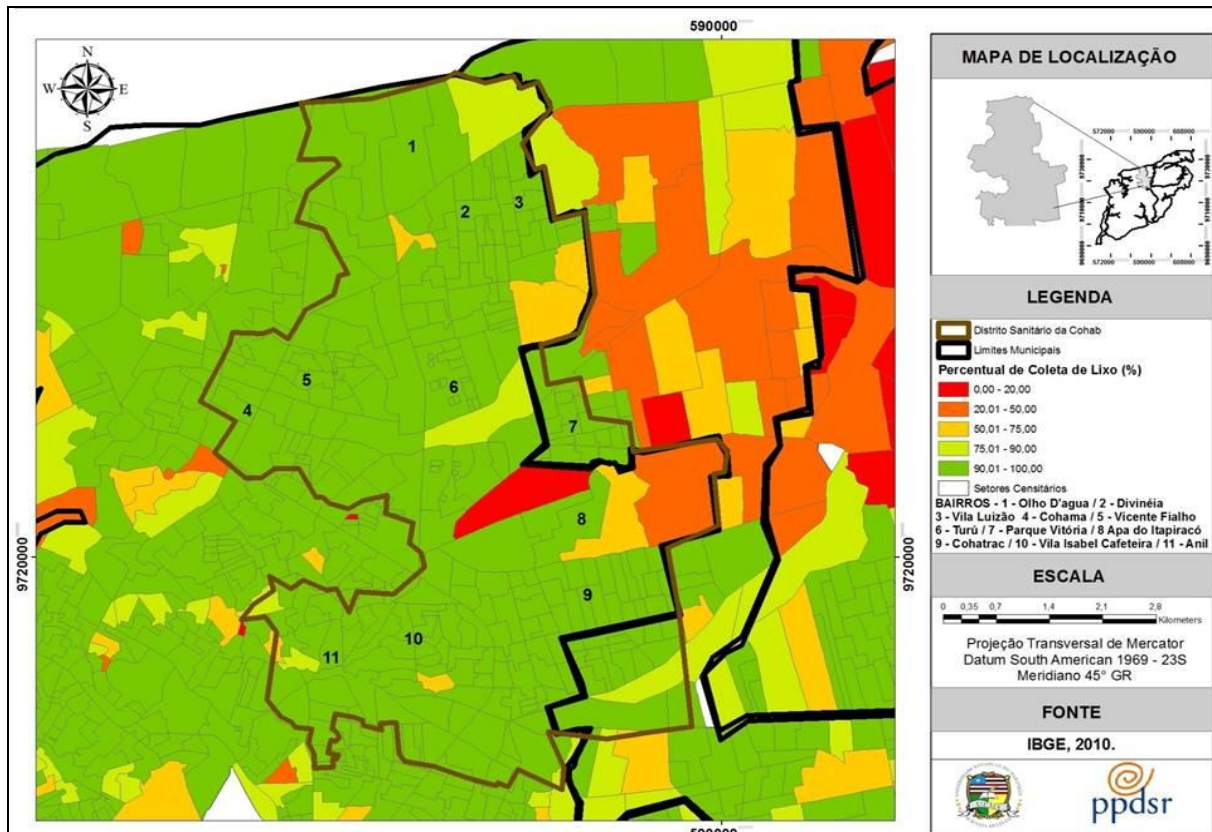 590000
N
W E
S
1
2
3
4
5
6
7
8
9
10
11
9720000
9720000
590000
MAPA DE LOCALIZAÇÃO
572000 590000 608000
572000 590000 608000
LEGENDA
Distrito Sanitário da Cohab
Limites Municipais
Percentual de Coleta de Lixo (%)
0,00 - 20,00
20,01 - 50,00
50,01 - 75,00
75,01 - 90,00
90,01 - 100,00
Setores Censitários
BAIRROS - 1 - Olho D'agua / 2 - Divinéia
3 - Vila Luizão 4 - Cohama / 5 - Vicente Fialho
6 - Turú / 7 - Parque Vitória / 8 Apa do Itapiracó
9 - Cohatrac / 10 - Vila Isabel Cafeteira / 11 - Anil
ESCALA
0 0,35 0,7 1,4 2,1 2,8
Kilometers
Projeção Transversal de Mercator
Datum South American 1969 - 23S
Meridiano 45° GR
FONTE
IBGE, 2010.
ppdsr